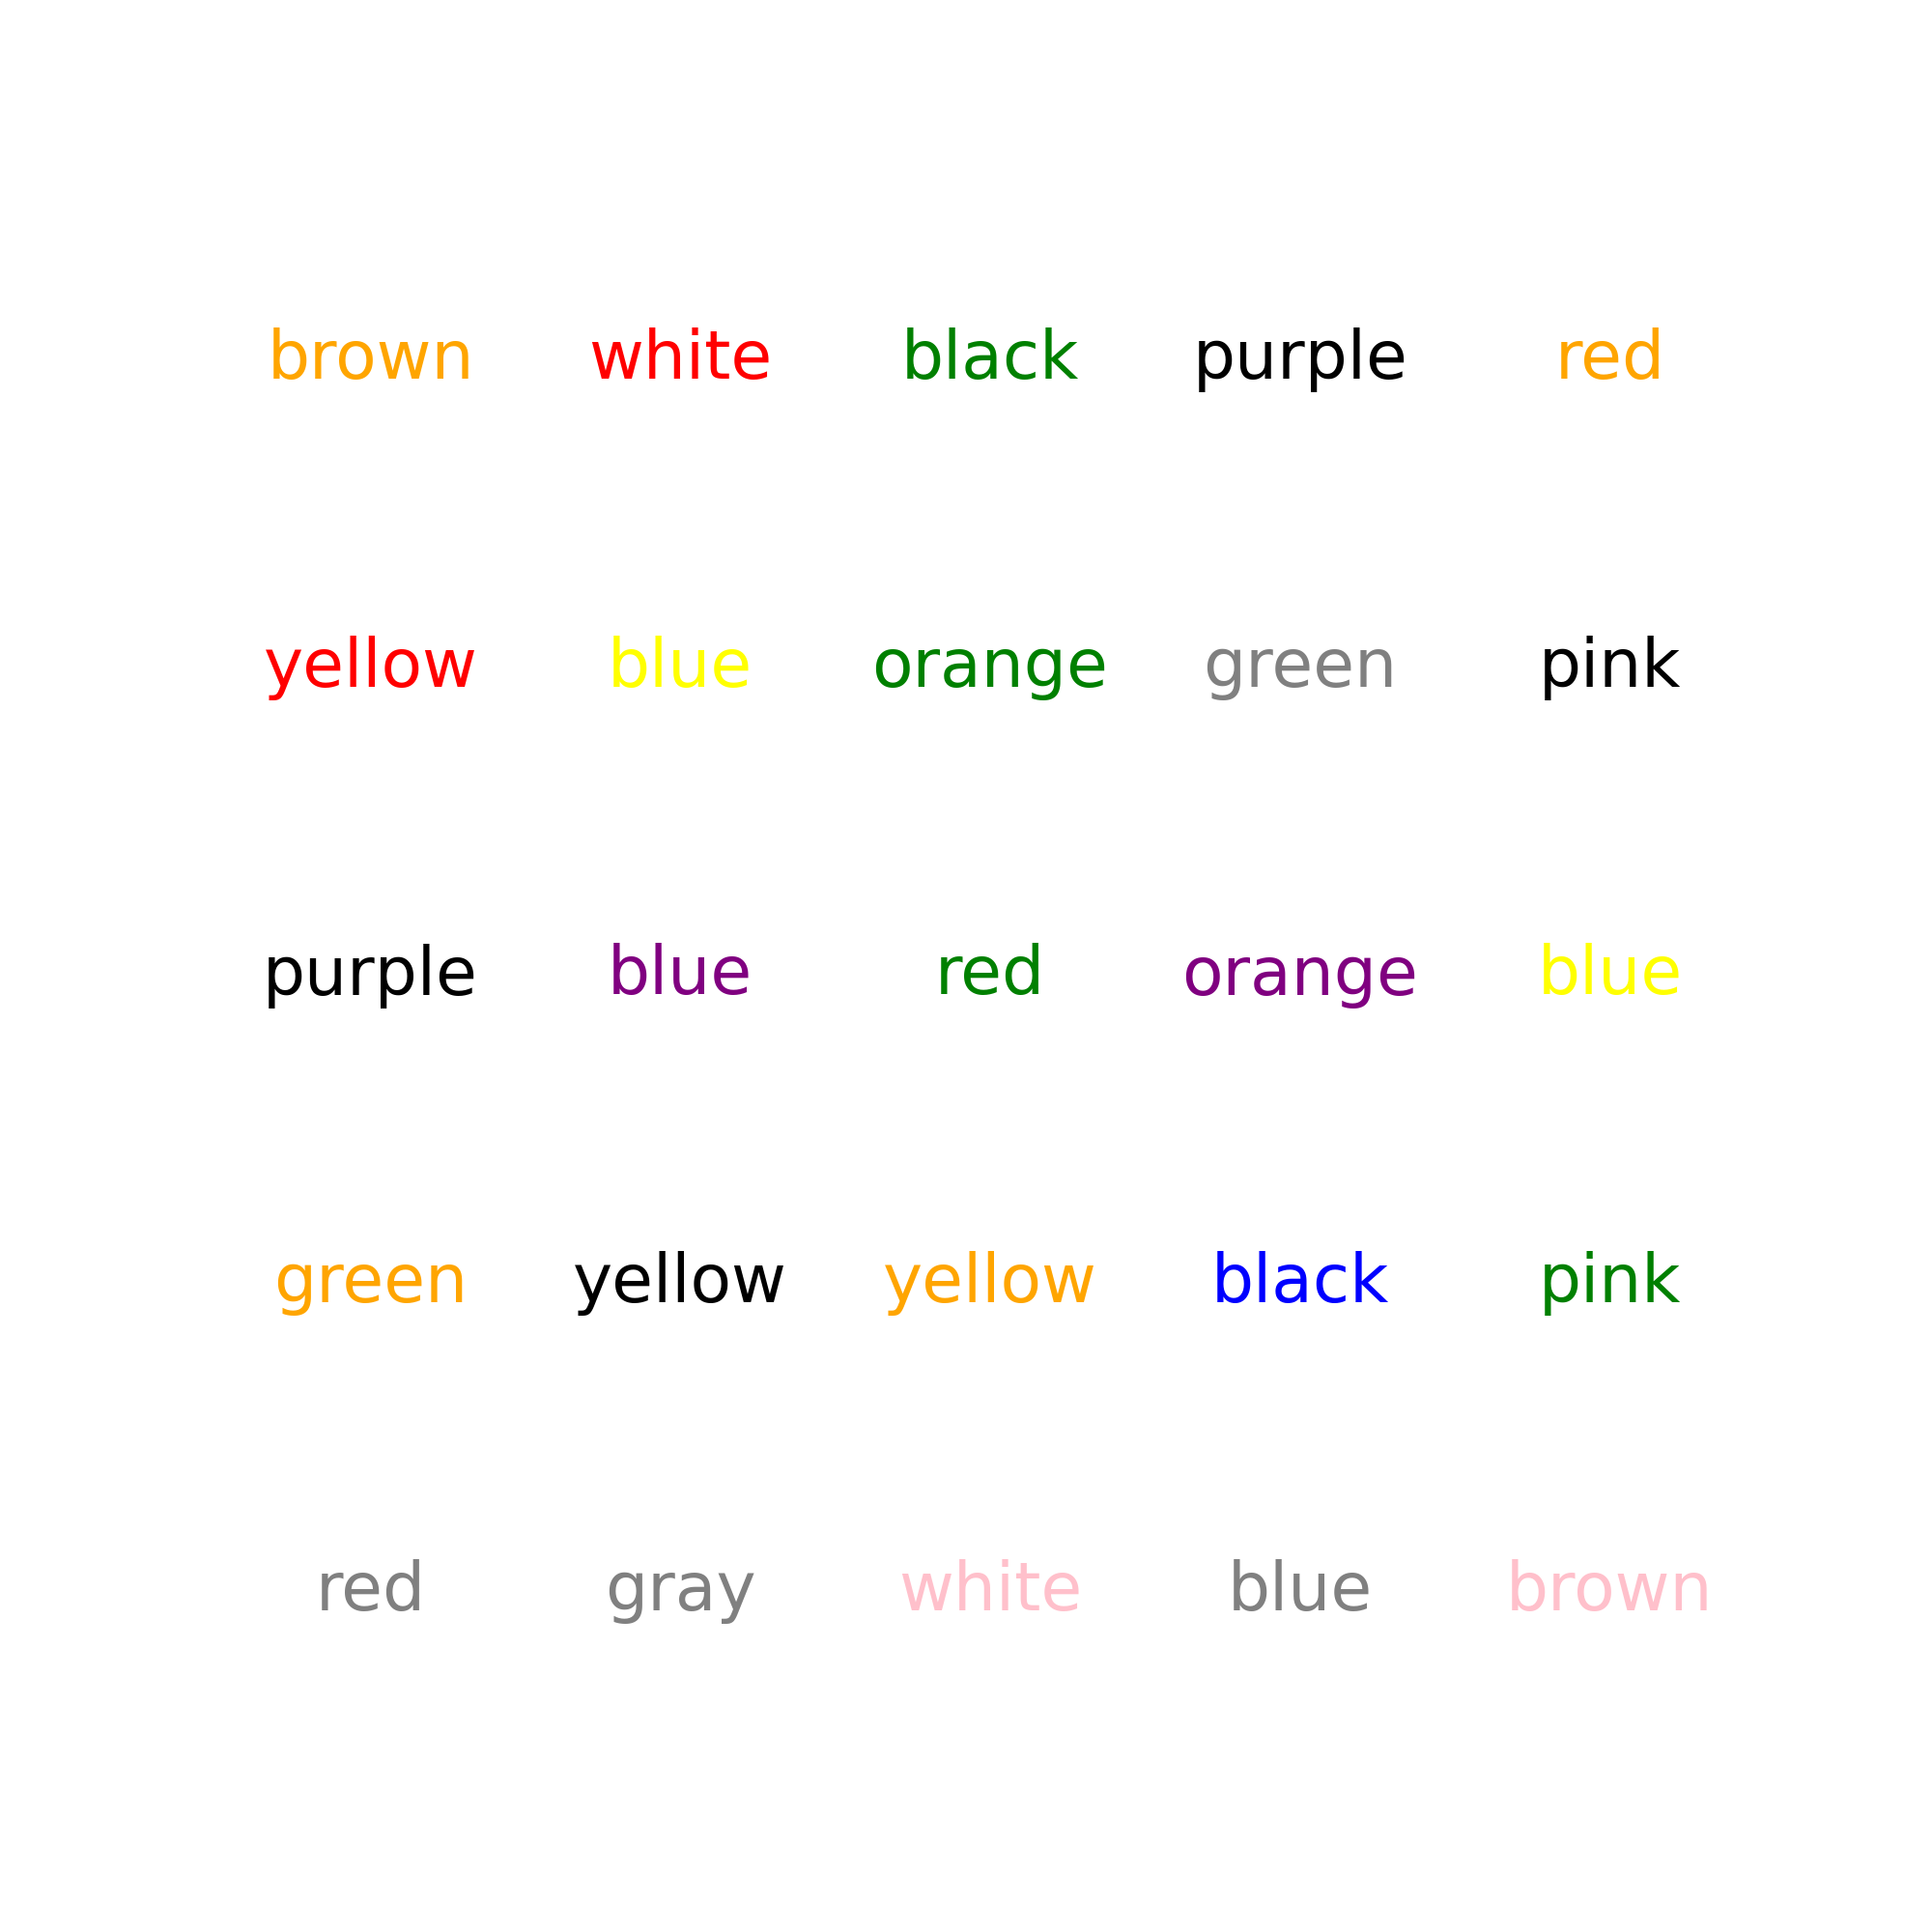 brown white black purple red
yellow blue orange green pink
purple blue red orange blue
green yellow yellow black pink
red gray white blue brown